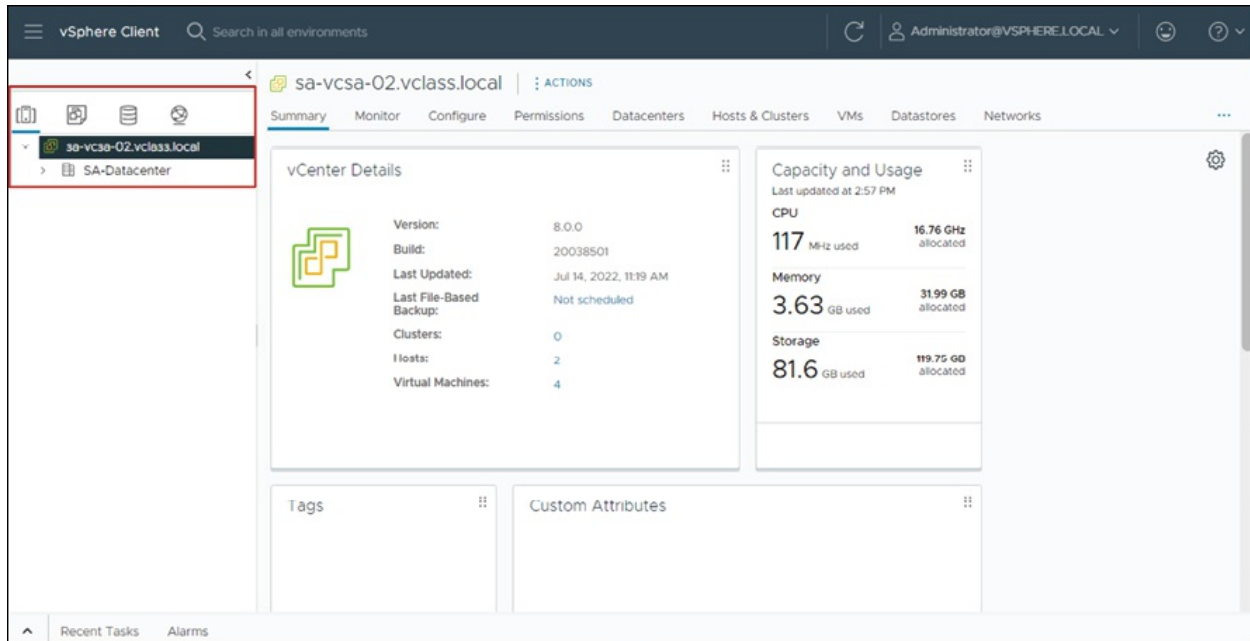 vSphere Client
Search in all environments
Administrator@VSPHERE.LOCAL
sa-vcsa-02.vclass.local
SA-Datacenter
sa-vcsa-02.vclass.local
ACTIONS
Summary Monitor Configure Permissions Datacenters Hosts & Clusters VMs Datastores Networks
vCenter Details
Version: 8.0.0
Build: 20038501
Last Updated: Jul 14, 2022, 11:19 AM
Last File-Based
Backup: Not scheduled
Clusters: 0
Hosts: 2
Virtual Machines: 4
Capacity and Usage
Last updated at 2:57 PM
CPU
117 MHz used
16.76 GHz
allocated
Memory
3.63 GB used
31.99 GB
allocated
Storage
81.6 GB used
119.75 GB
allocated
Tags
Custom Attributes
Recent Tasks Alarms